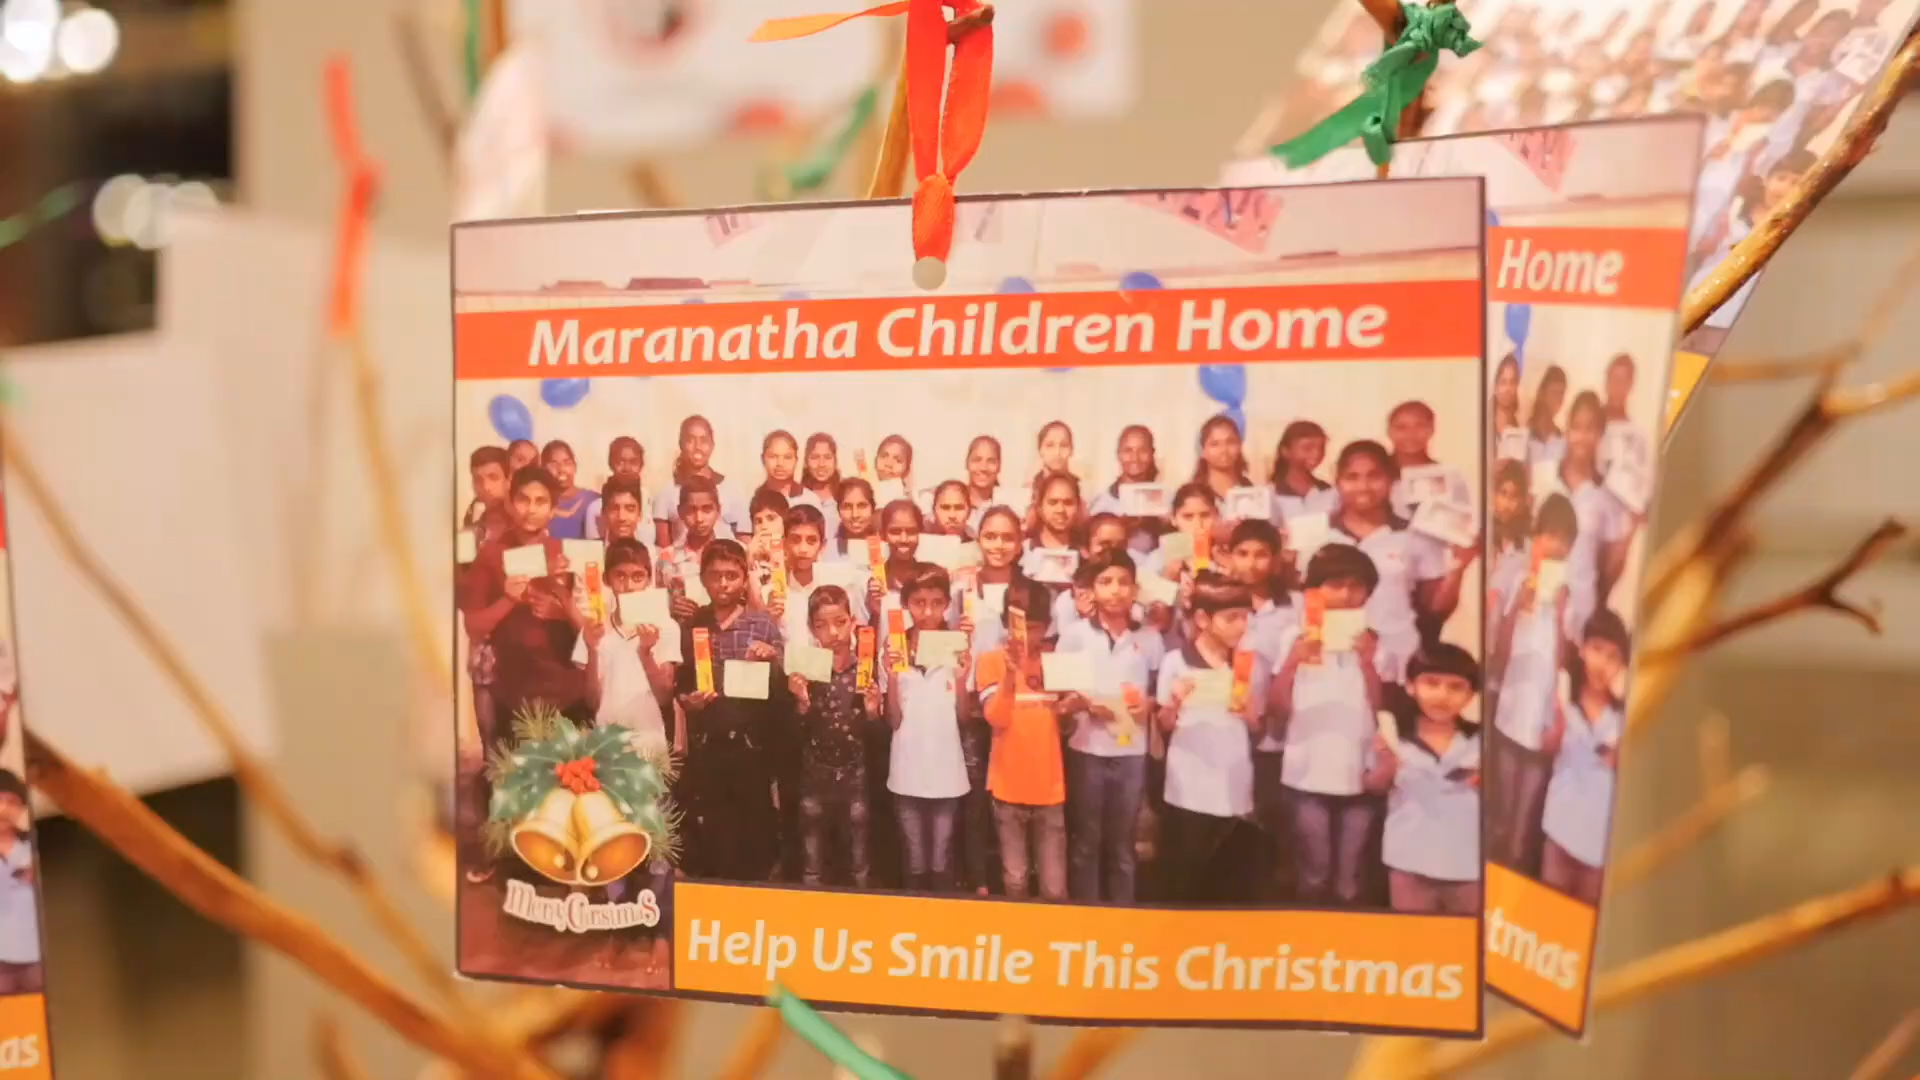 Maranatha Children Home
Merry Christmas
Help Us Smile This Christmas
Home
tmas
as